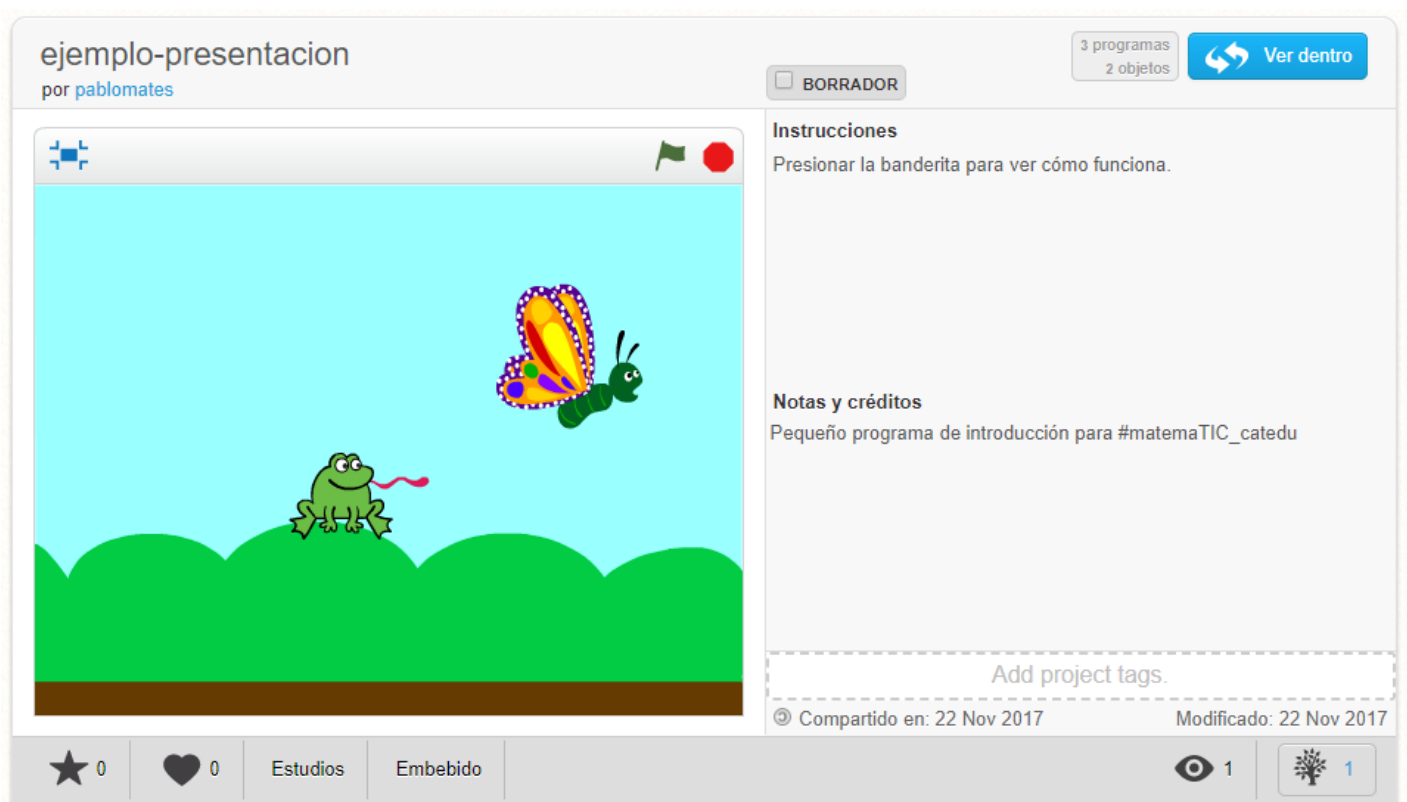 ejemplo-presentacion
por pablomates
BORRADOR
3 programas
2 objetos
Ver dentro
Instrucciones
Presionar la banderita para ver cómo funciona.
Notas y créditos
Pequeño programa de introducción para #matemaTIC_catedu
Add project tags.
Compartido en: 22 Nov 2017
Modificado: 22 Nov 2017
0
0
Estudios
Embebido
1
1